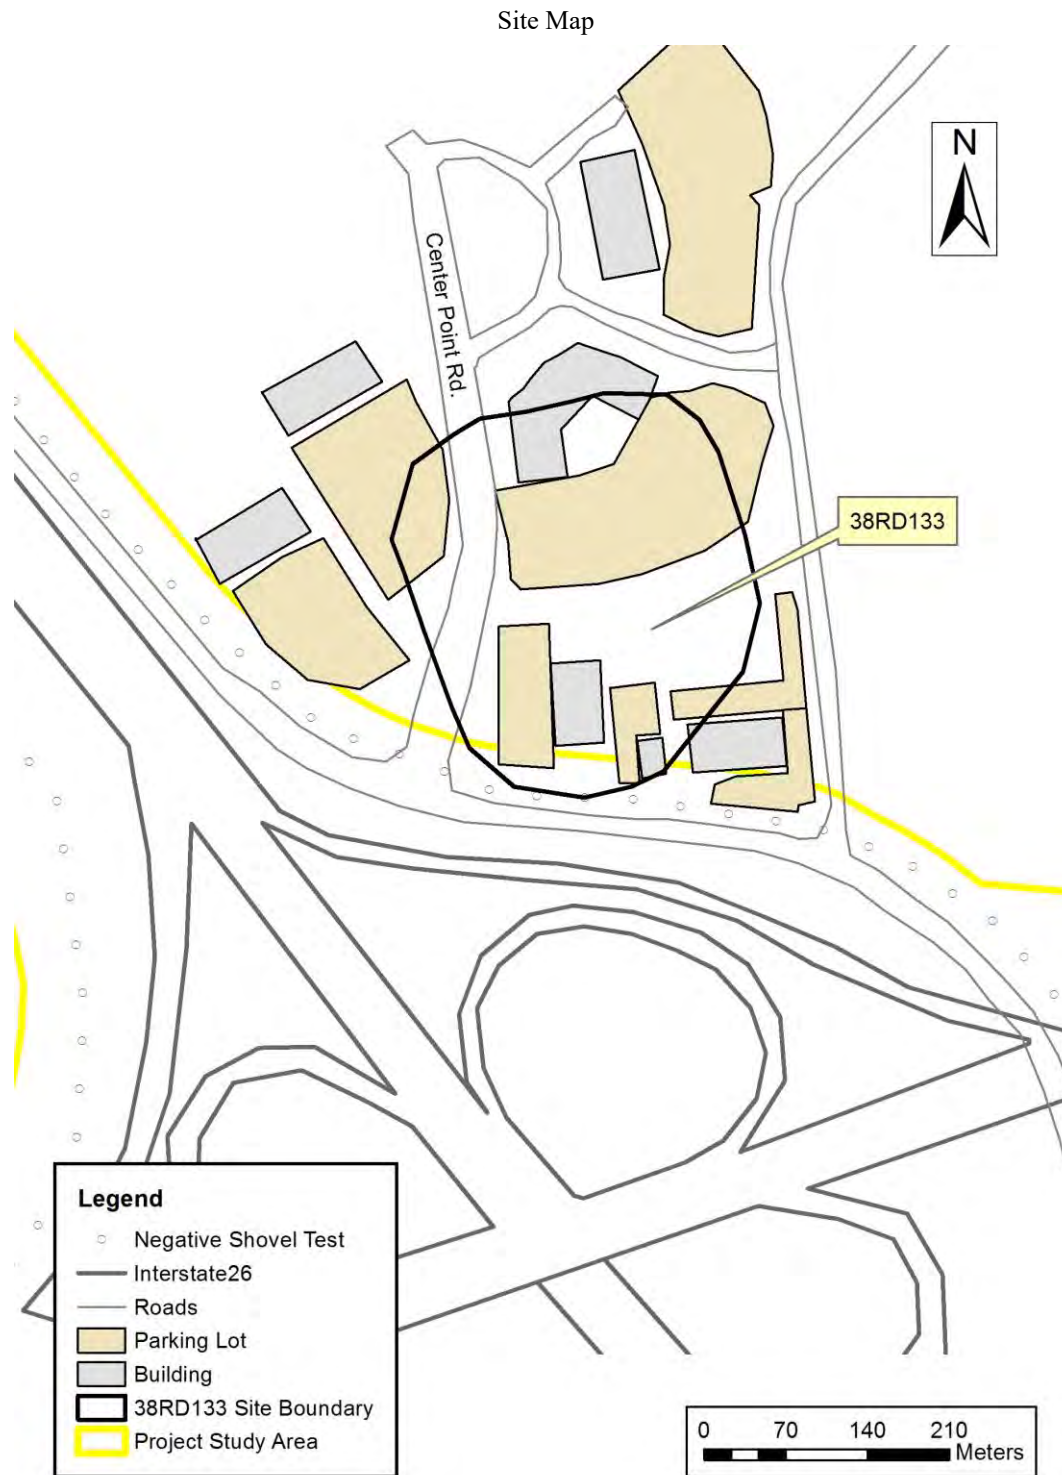 Site Map
N
Center Point Rd.
38RD133
Legend
Negative Shovel Test
Interstate26
Roads
Parking Lot
Building
38RD133 Site Boundary
Project Study Area
0 70 140 210
Meters